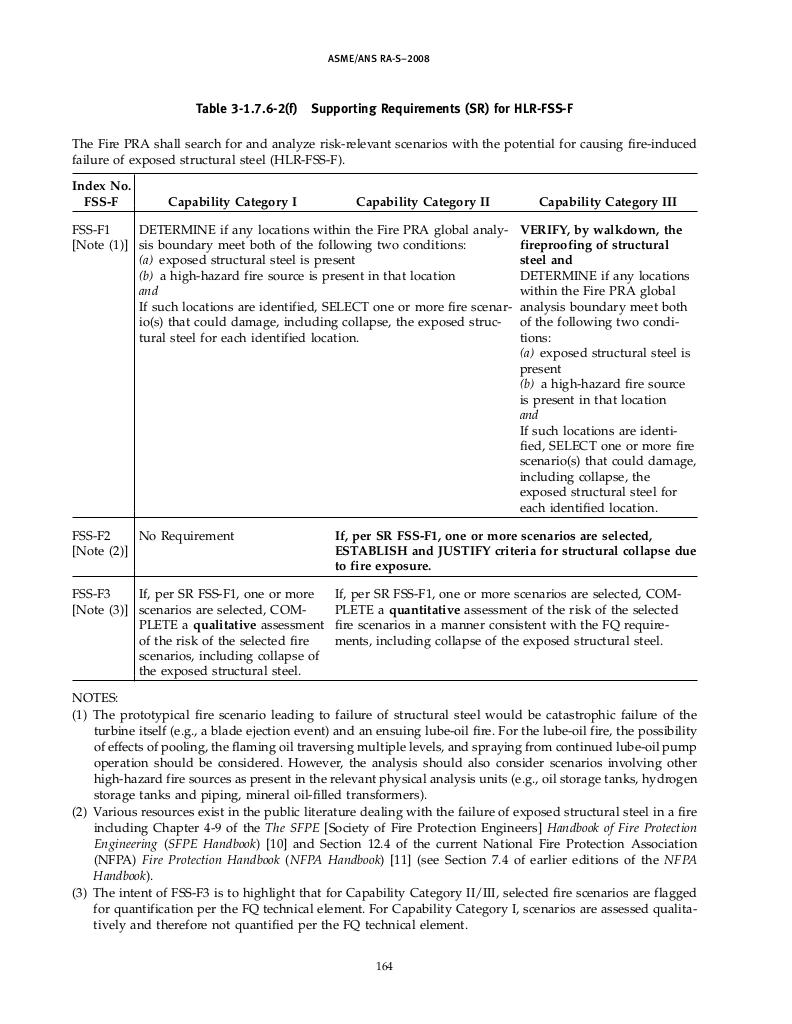 ASME/ANS RA-S–2008
Table 3-1.7.6-2(f) Supporting Requirements (SR) for HLR-FSS-F
The Fire PRA shall search for and analyze risk-relevant scenarios with the potential for causing fire-induced
failure of exposed structural steel (HLR-FSS-F).
Index No.
FSS-F
Capability Category I
Capability Category II
Capability Category III
FSS-F1
[Note (1)]
DETERMINE if any locations within the Fire PRA global analy-
sis boundary meet both of the following two conditions:
(a) exposed structural steel is present
(b) a high-hazard fire source is present in that location
and
If such locations are identified, SELECT one or more fire scenar-
io(s) that could damage, including collapse, the exposed struc-
tural steel for each identified location.
VERIFY, by walkdown, the
fireproofing of structural
steel and
DETERMINE if any locations
within the Fire PRA global
analysis boundary meet both
of the following two condi-
tions:
(a) exposed structural steel is
present
(b) a high-hazard fire source
is present in that location
and
If such locations are identi-
fied, SELECT one or more fire
scenario(s) that could damage,
including collapse, the
exposed structural steel for
each identified location.
FSS-F2
[Note (2)]
No Requirement
If, per SR FSS-F1, one or more scenarios are selected,
ESTABLISH and JUSTIFY criteria for structural collapse due
to fire exposure.
FSS-F3
[Note (3)]
If, per SR FSS-F1, one or more
scenarios are selected, COM-
PLETE a qualitative assessment
of the risk of the selected fire
scenarios, including collapse of
the exposed structural steel.
If, per SR FSS-F1, one or more scenarios are selected, COM-
PLETE a quantitative assessment of the risk of the selected
fire scenarios in a manner consistent with the FQ require-
ments, including collapse of the exposed structural steel.
NOTES:
(1) The prototypical fire scenario leading to failure of structural steel would be catastrophic failure of the
turbine itself (e.g., a blade ejection event) and an ensuing lube-oil fire. For the lube-oil fire, the possibility
of effects of pooling, the flaming oil traversing multiple levels, and spraying from continued lube-oil pump
operation should be considered. However, the analysis should also consider scenarios involving other
high-hazard fire sources as present in the relevant physical analysis units (e.g., oil storage tanks, hydrogen
storage tanks and piping, mineral oil-filled transformers).
(2) Various resources exist in the public literature dealing with the failure of exposed structural steel in a fire
including Chapter 4-9 of the The SFPE [Society of Fire Protection Engineers] Handbook of Fire Protection
Engineering (SFPE Handbook) [10] and Section 12.4 of the current National Fire Protection Association
(NFPA) Fire Protection Handbook (NFPA Handbook) [11] (see Section 7.4 of earlier editions of the NFPA
Handbook).
(3) The intent of FSS-F3 is to highlight that for Capability Category II/III, selected fire scenarios are flagged
for quantification per the FQ technical element. For Capability Category I, scenarios are assessed qualita-
tively and therefore not quantified per the FQ technical element.
164